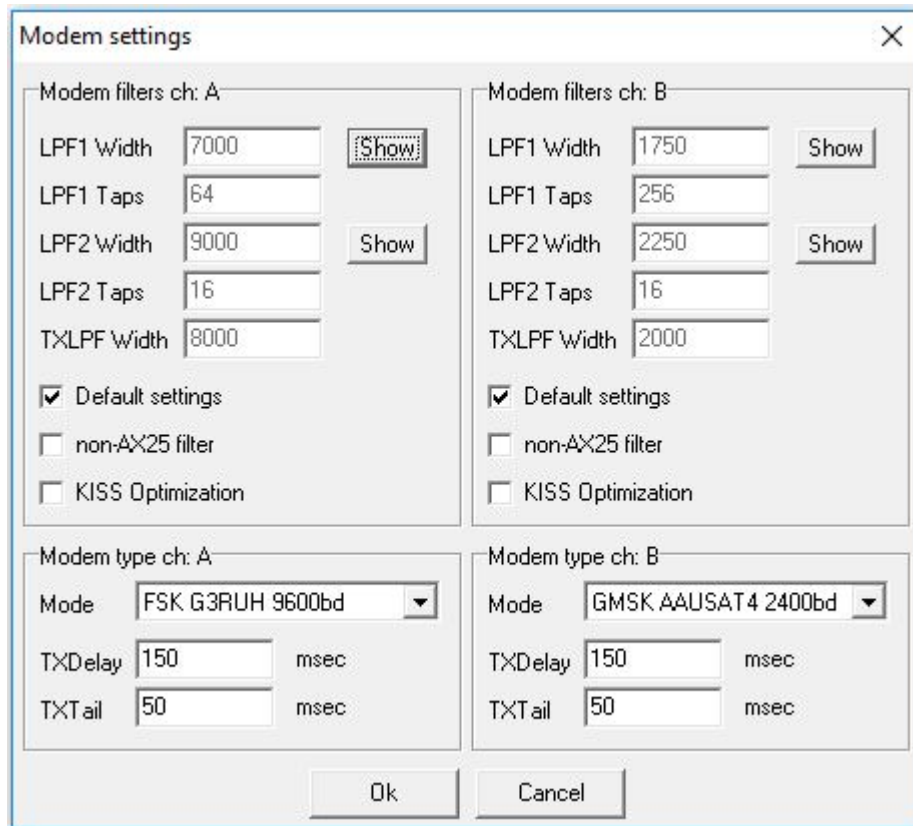 Modem settings
Modem filters ch: A
LPF1 Width 7000 Show
LPF1 Taps 64
LPF2 Width 9000 Show
LPF2 Taps 16
TXLPF Width 8000
Default settings
non-AX25 filter
KISS Optimization
Modem filters ch: B
LPF1 Width 1750 Show
LPF1 Taps 256
LPF2 Width 2250 Show
LPF2 Taps 16
TXLPF Width 2000
Default settings
non-AX25 filter
KISS Optimization
Modem type ch: A
Mode FSK G3RUH 9600bd
TXDelay 150 msec
TXTail 50 msec
Modem type ch: B
Mode GMSK AAUSAT4 2400bd
TXDelay 150 msec
TXTail 50 msec
Ok Cancel